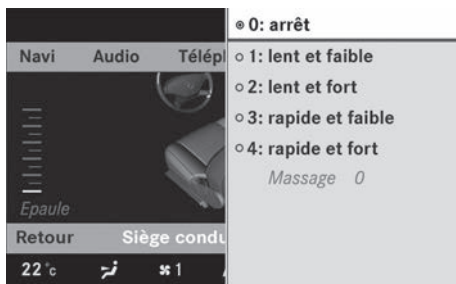 0: arrêt
Navi Audio
1: lent et faible
2: lent et fort
3: rapide et faible
4: rapide et fort
Massage 0
Epaule
Retour Siège
22°c 1